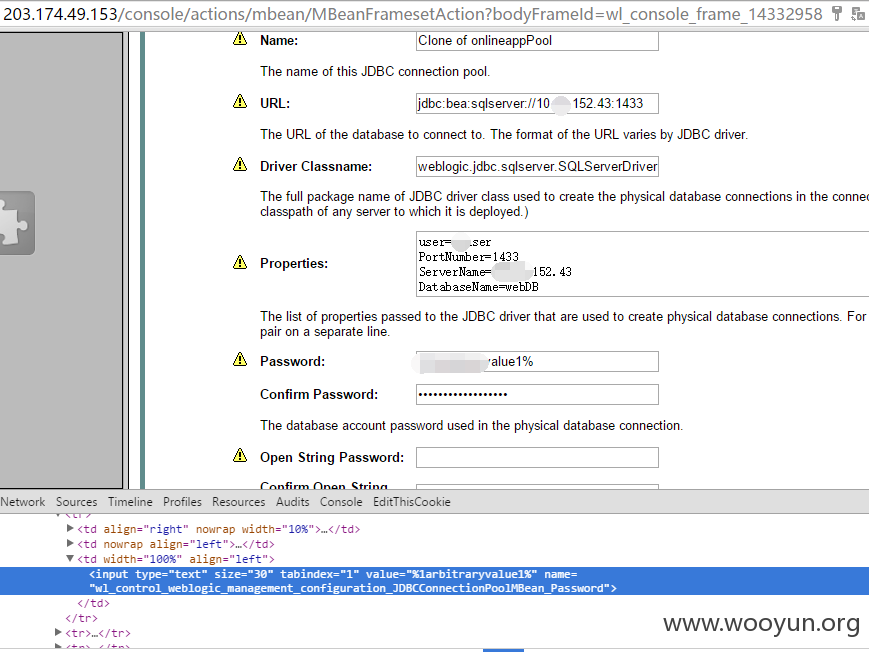 203.174.49.153/console/actions/mbean/MBeanFramesetAction?bodyFrameId=wl_console_frame_14332958
Name: Clone of onlineappPool
The name of this JDBC connection pool.
URL: jdbc:bea:sqlserver://10 152.43:1433
The URL of the database to connect to. The format of the URL varies by JDBC driver.
Driver Classname: weblogic.jdbc.sqlserver.SQLServerDriver
The full package name of JDBC driver class used to create the physical database connections in the connec
classpath of any server to which it is deployed.)
Properties:
user= ser
PortNumber=1433
ServerName= 152.43
DatabaseName=webDB
The list of properties passed to the JDBC driver that are used to create physical database connections. For
pair on a separate line.
Password: value1%
Confirm Password: ••••••••••••••••••
The database account password used in the physical database connection.
Open String Password:
Confirm Open String
Network Sources Timeline Profiles Resources Audits Console EditThisCookie
<tr>
<td align="right" nowrap width="10%">…</td>
<td nowrap align="left">…</td>
<td width="100%" align="left">
<input type="text" size="30" tabindex="1" value="%1arbitraryvalue1%" name=
"wl_control_weblogic_management_configuration_JDBCConnectionPoolMBean_Password">
</td>
</tr>
<tr>…</tr>
<tr>…</tr>
www.wooyun.org